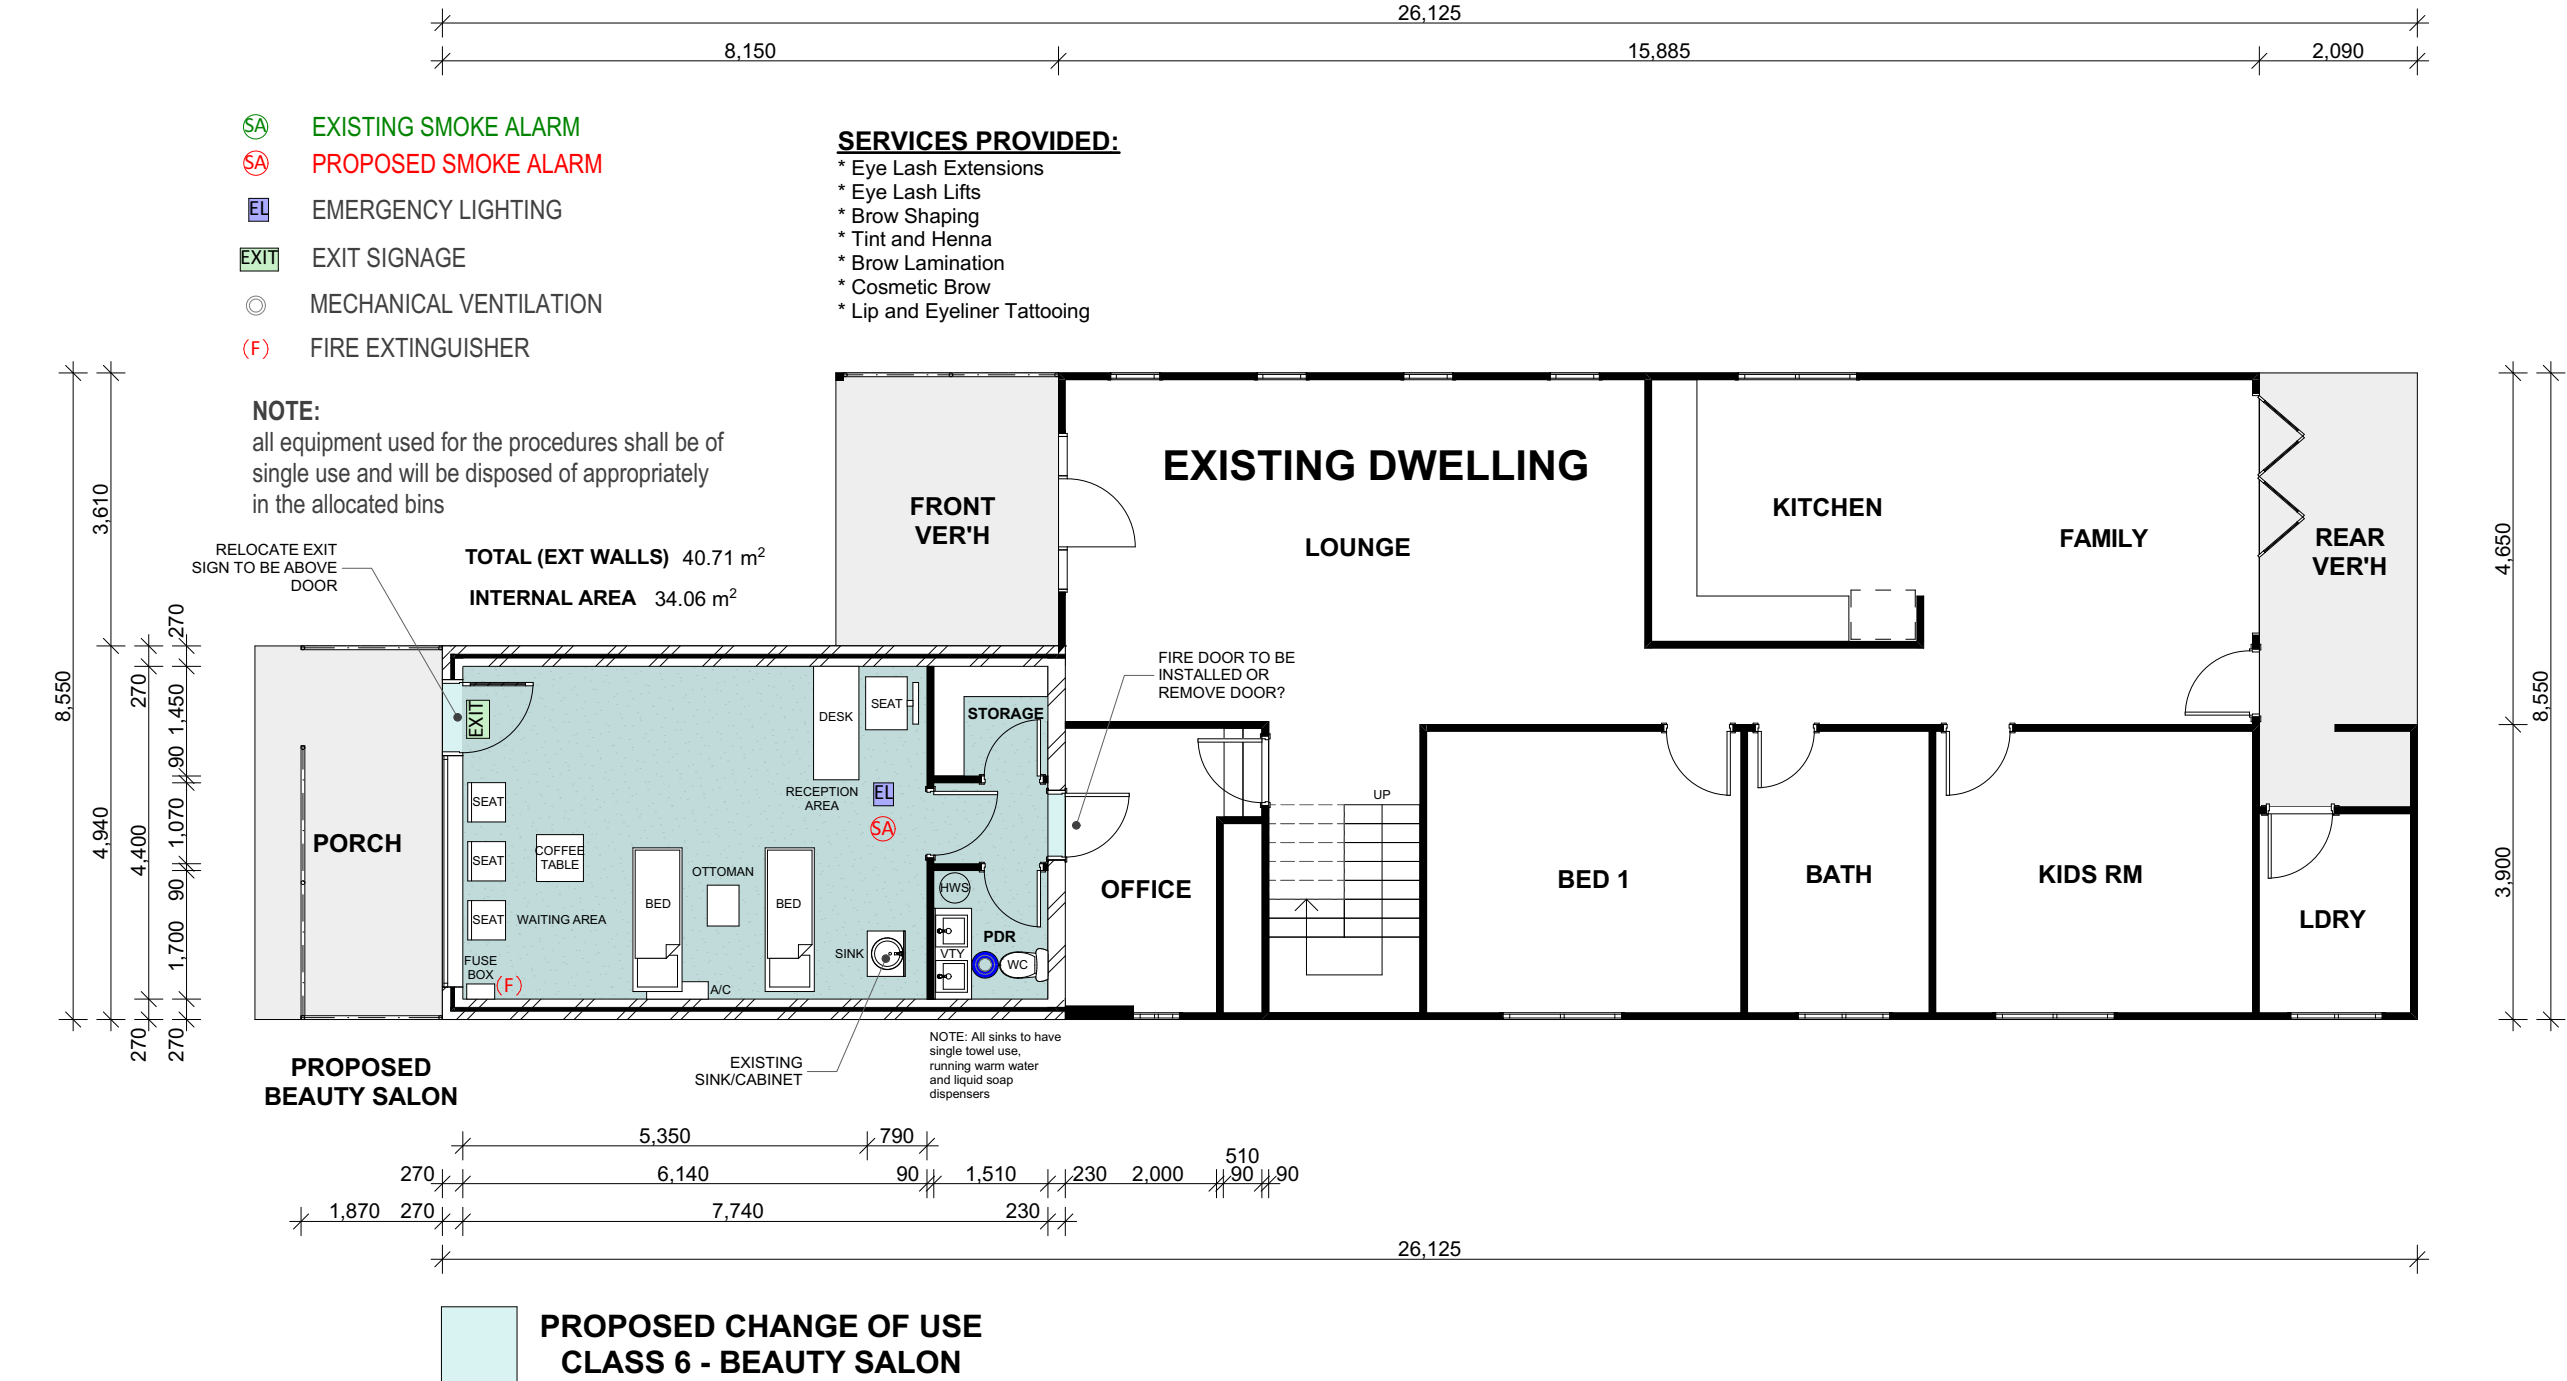 26,125
8,150
15,885
2,090
SA EXISTING SMOKE ALARM
SA PROPOSED SMOKE ALARM
EL EMERGENCY LIGHTING
EXIT EXIT SIGNAGE
MECHANICAL VENTILATION
(F) FIRE EXTINGUISHER
SERVICES PROVIDED:
* Eye Lash Extensions
* Eye Lash Lifts
* Brow Shaping
* Tint and Henna
* Brow Lamination
* Cosmetic Brow
* Lip and Eyeliner Tattooing
NOTE:
all equipment used for the procedures shall be of
single use and will be disposed of appropriately
in the allocated bins
RELOCATE EXIT
SIGN TO BE ABOVE
DOOR
TOTAL (EXT WALLS) 40.71 m²
INTERNAL AREA 34.06 m²
8,550
3,610
4,940
270
4,400
270
270
1,450
90
1,070
90
1,700
270
FRONT
VER'H
EXISTING DWELLING
LOUNGE
KITCHEN
FAMILY
REAR
VER'H
4,650
3,900
8,550
FIRE DOOR TO BE
INSTALLED OR
REMOVE DOOR?
EXIT
DESK
SEAT
STORAGE
RECEPTION
AREA
EL
SA
PORCH
SEAT
SEAT
SEAT
COFFEE
TABLE
WAITING AREA
OTTOMAN
BED
BED
SINK
HWS
VTY
PDR
WC
FUSE
BOX
(F)
A/C
OFFICE
UP
BED 1
BATH
KIDS RM
LDRY
PROPOSED
BEAUTY SALON
EXISTING
SINK/CABINET
NOTE: All sinks to have
single towel use,
running warm water
and liquid soap
dispensers
5,350
790
270
6,140
90
1,510
230
2,000
510
90
90
1,870
270
7,740
230
26,125
PROPOSED CHANGE OF USE
CLASS 6 - BEAUTY SALON